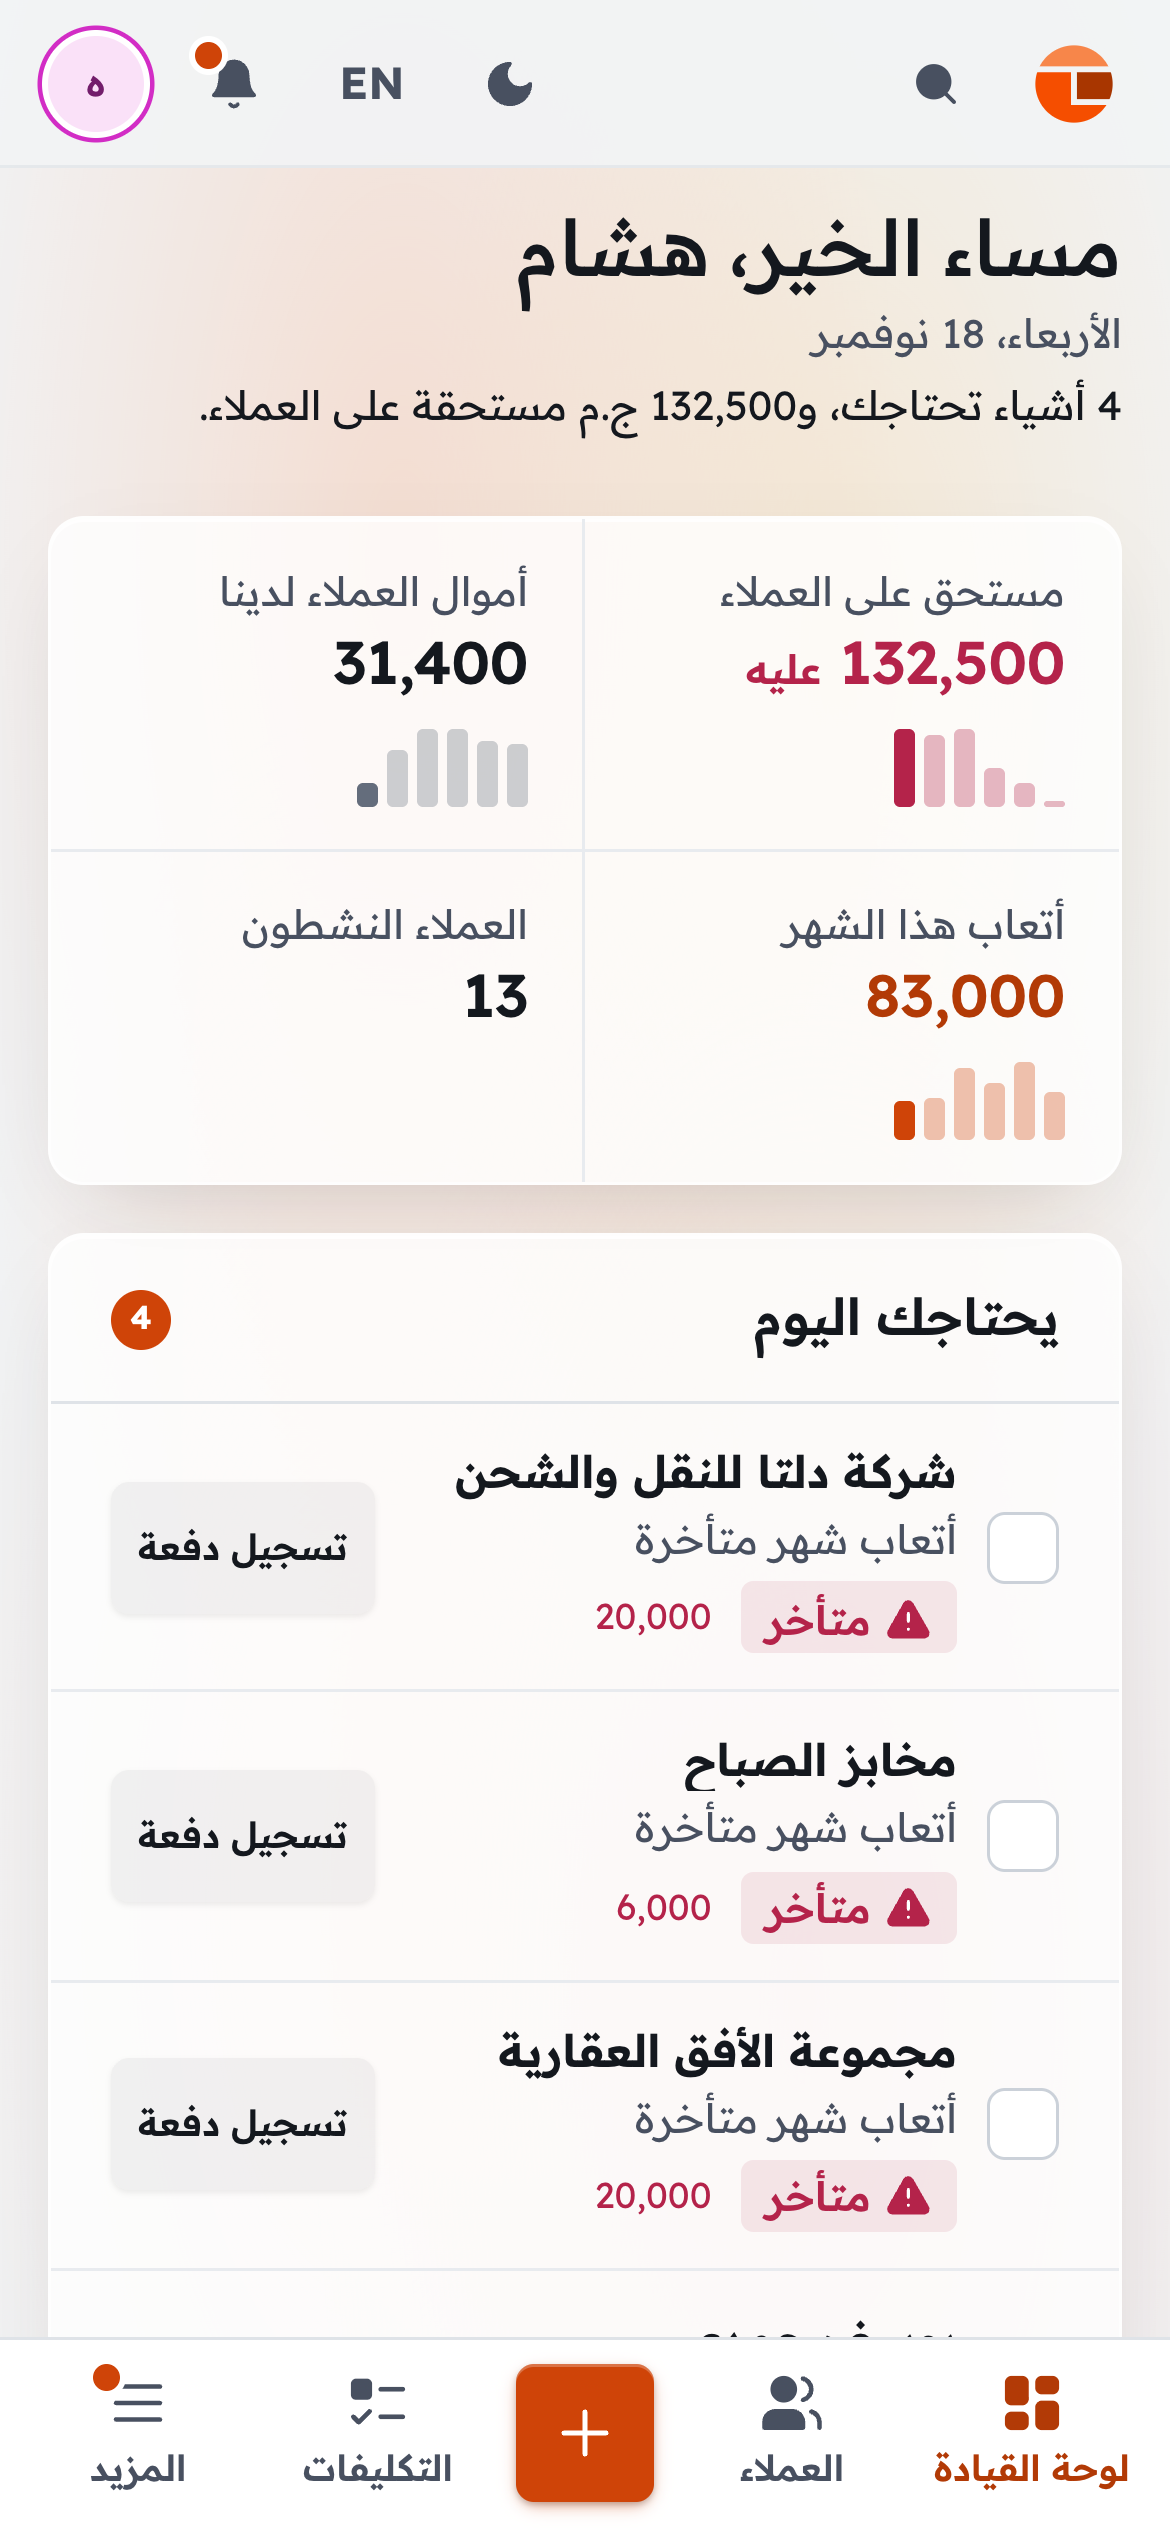 ه
EN
مساء الخير، هشام
الأربعاء، 18 نوفمبر
4 أشياء تحتاجك، و132,500 ج.م مستحقة على العملاء.
مستحق على العملاء
132,500 عليه
أموال العملاء لدينا
31,400
أتعاب هذا الشهر
83,000
العملاء النشطون
13
يحتاجك اليوم
4
شركة دلتا للنقل والشحن
أتعاب شهر متأخرة
متأخر 20,000
تسجيل دفعة
مخابز الصباح
أتعاب شهر متأخرة
متأخر 6,000
تسجيل دفعة
مجموعة الأفق العقارية
أتعاب شهر متأخرة
متأخر 20,000
تسجيل دفعة
لوحة القيادة
العملاء
التكليفات
المزيد